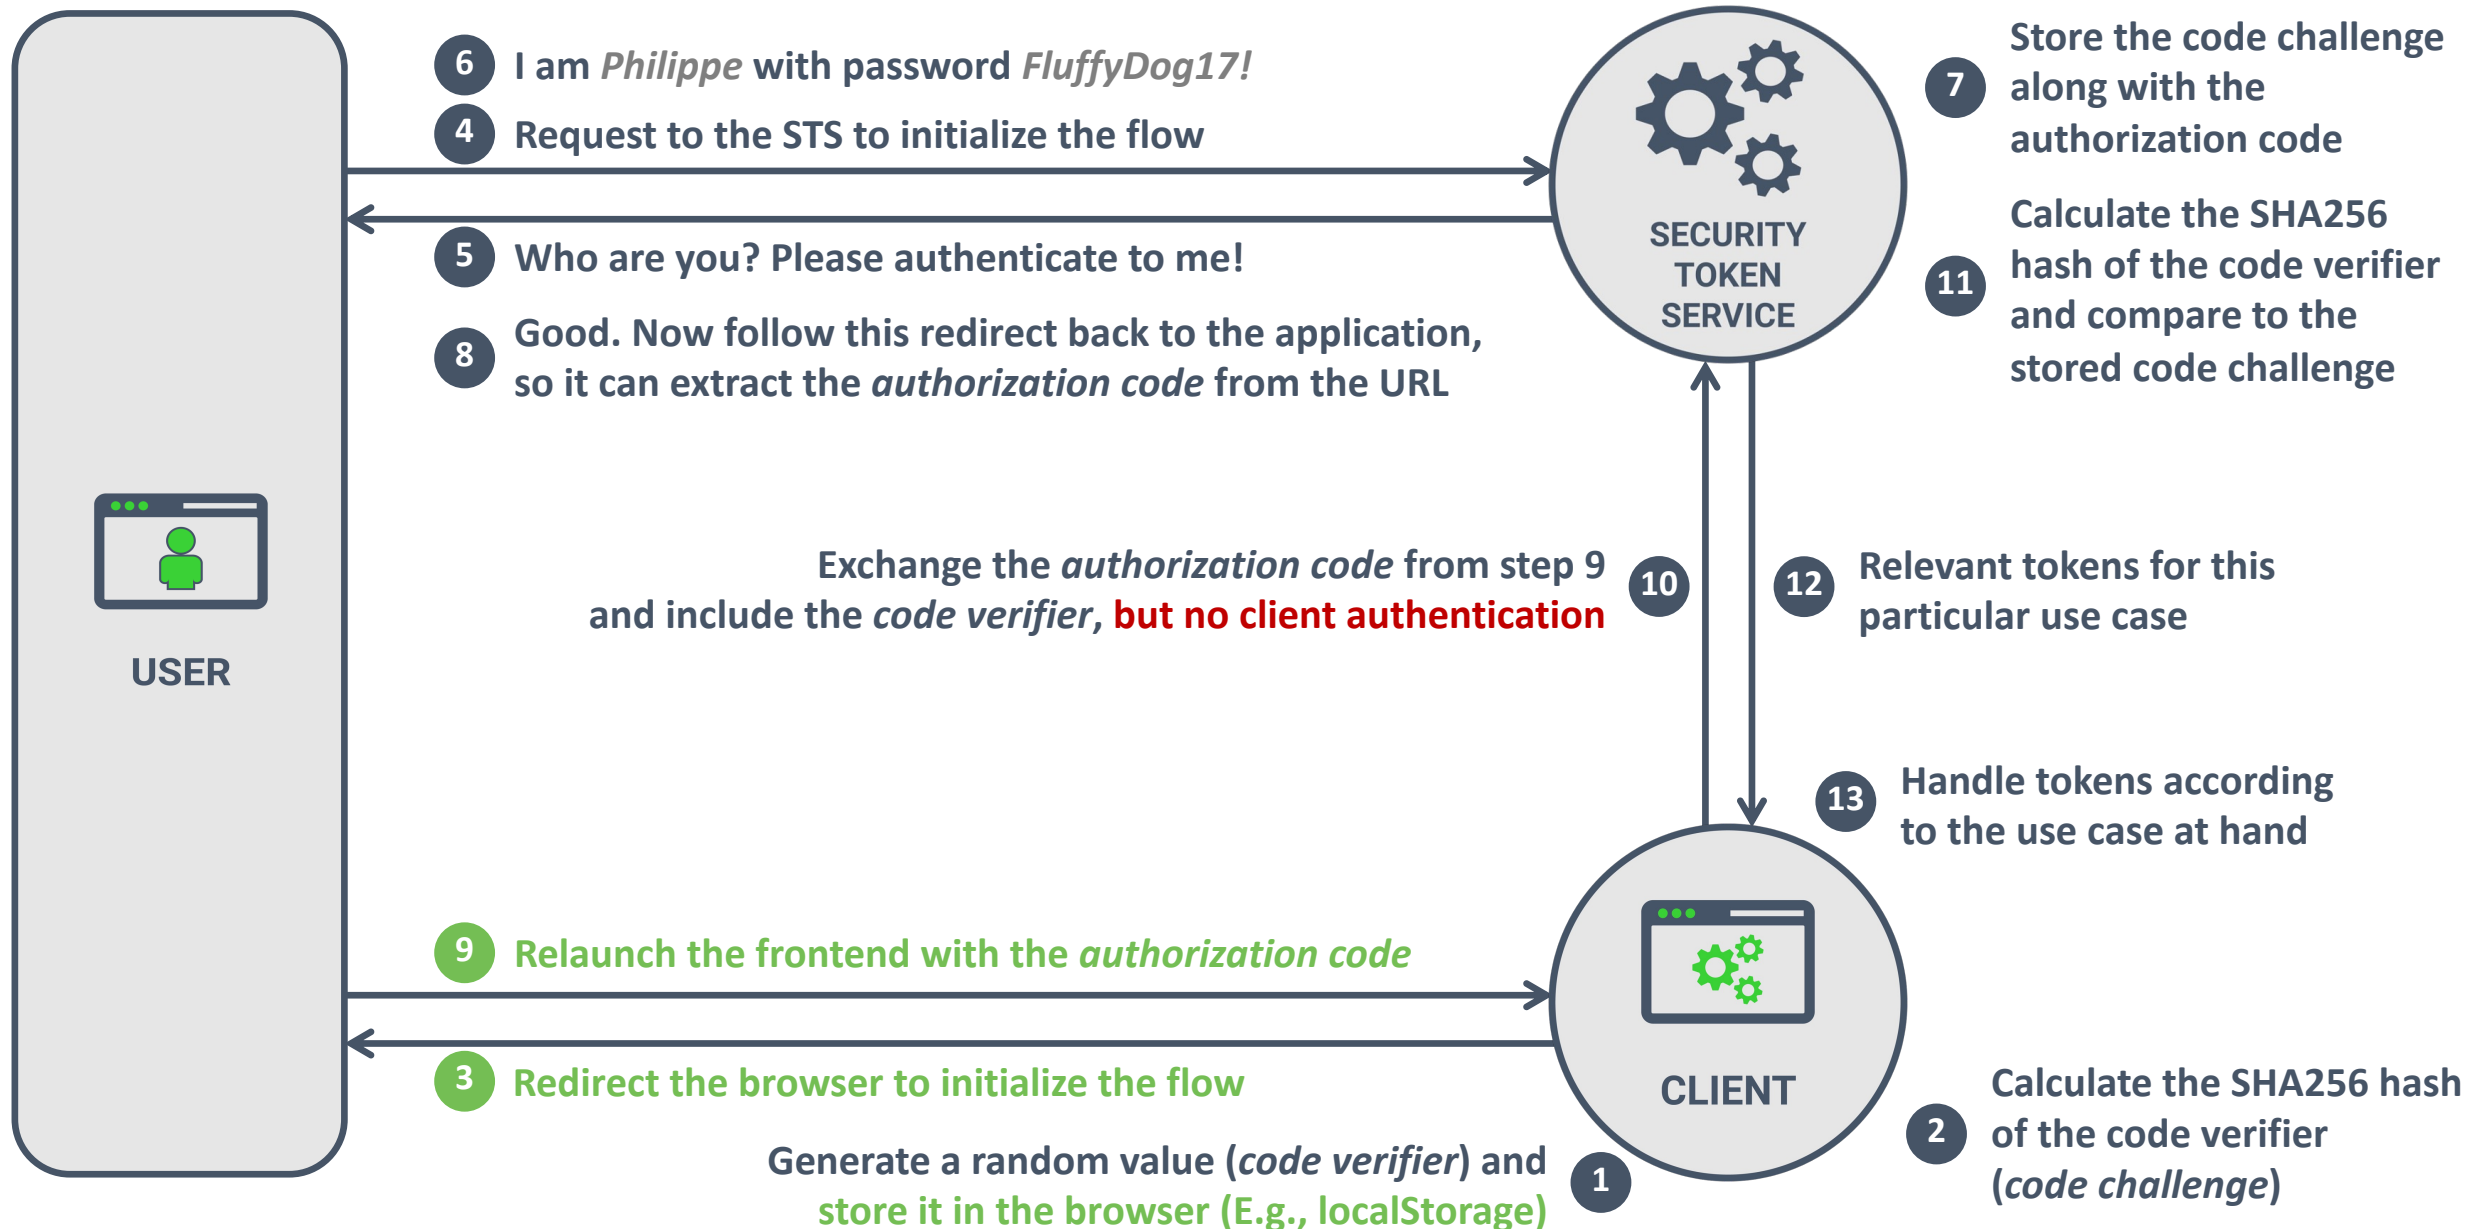 6 I am Philippe with password FluffyDog17!
4 Request to the STS to initialize the flow
5 Who are you? Please authenticate to me!
8 Good. Now follow this redirect back to the application,
so it can extract the authorization code from the URL
SECURITY
TOKEN
SERVICE
7 Store the code challenge
along with the
authorization code
11 Calculate the SHA256
hash of the code verifier
and compare to the
stored code challenge
USER
Exchange the authorization code from step 9
and include the code verifier, but no client authentication
10
12 Relevant tokens for this
particular use case
13 Handle tokens according
to the use case at hand
9 Relaunch the frontend with the authorization code
3 Redirect the browser to initialize the flow
CLIENT
Generate a random value (code verifier) and
store it in the browser (E.g., localStorage)
1
2 Calculate the SHA256 hash
of the code verifier
(code challenge)